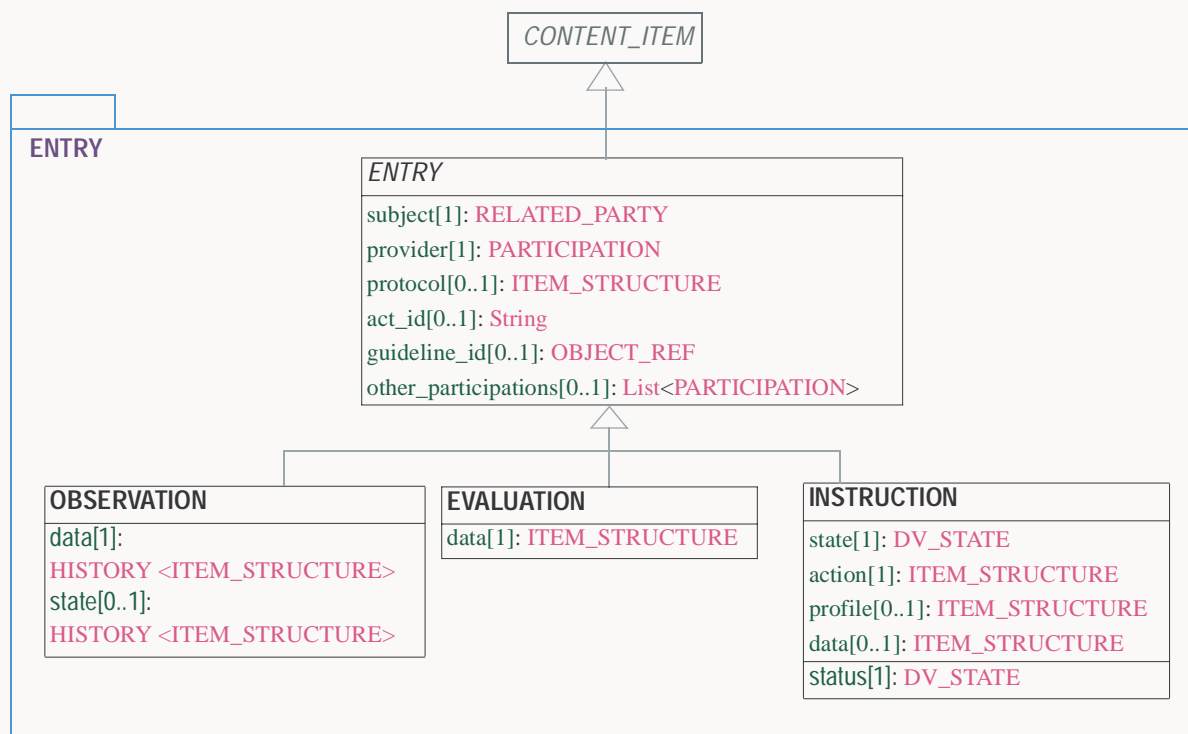 CONTENT_ITEM
ENTRY
ENTRY
subject[1]: RELATED_PARTY
provider[1]: PARTICIPATION
protocol[0..1]: ITEM_STRUCTURE
act_id[0..1]: String
guideline_id[0..1]: OBJECT_REF
other_participations[0..1]: List<PARTICIPATION>
OBSERVATION
data[1]:
HISTORY <ITEM_STRUCTURE>
state[0..1]:
HISTORY <ITEM_STRUCTURE>
EVALUATION
data[1]: ITEM_STRUCTURE
INSTRUCTION
state[1]: DV_STATE
action[1]: ITEM_STRUCTURE
profile[0..1]: ITEM_STRUCTURE
data[0..1]: ITEM_STRUCTURE
status[1]: DV_STATE